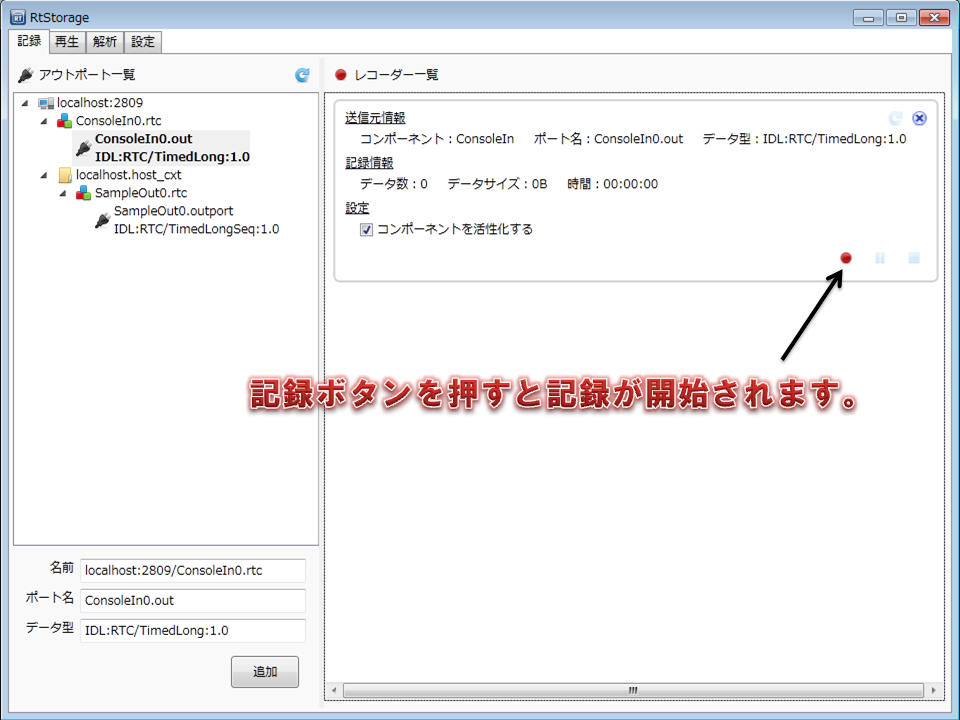 RtStorage
記録 再生 解析 設定
アウトポート一覧
localhost:2809
ConsoleIn0.rtc
ConsoleIn0.out
IDL:RTC/TimedLong:1.0
localhost.host_cxt
SampleOut0.rtc
SampleOut0.outport
IDL:RTC/TimedLongSeq:1.0
名前 localhost:2809/ConsoleIn0.rtc
ポート名 ConsoleIn0.out
データ型 IDL:RTC/TimedLong:1.0
追加
レコーダー一覧
送信元情報
コンポーネント:ConsoleIn ポート名:ConsoleIn0.out データ型:IDL:RTC/TimedLong:1.0
記録情報
データ数:0 データサイズ:0B 時間:00:00:00
設定
コンポーネントを活性化する
記録ボタンを押すと記録が開始されます。